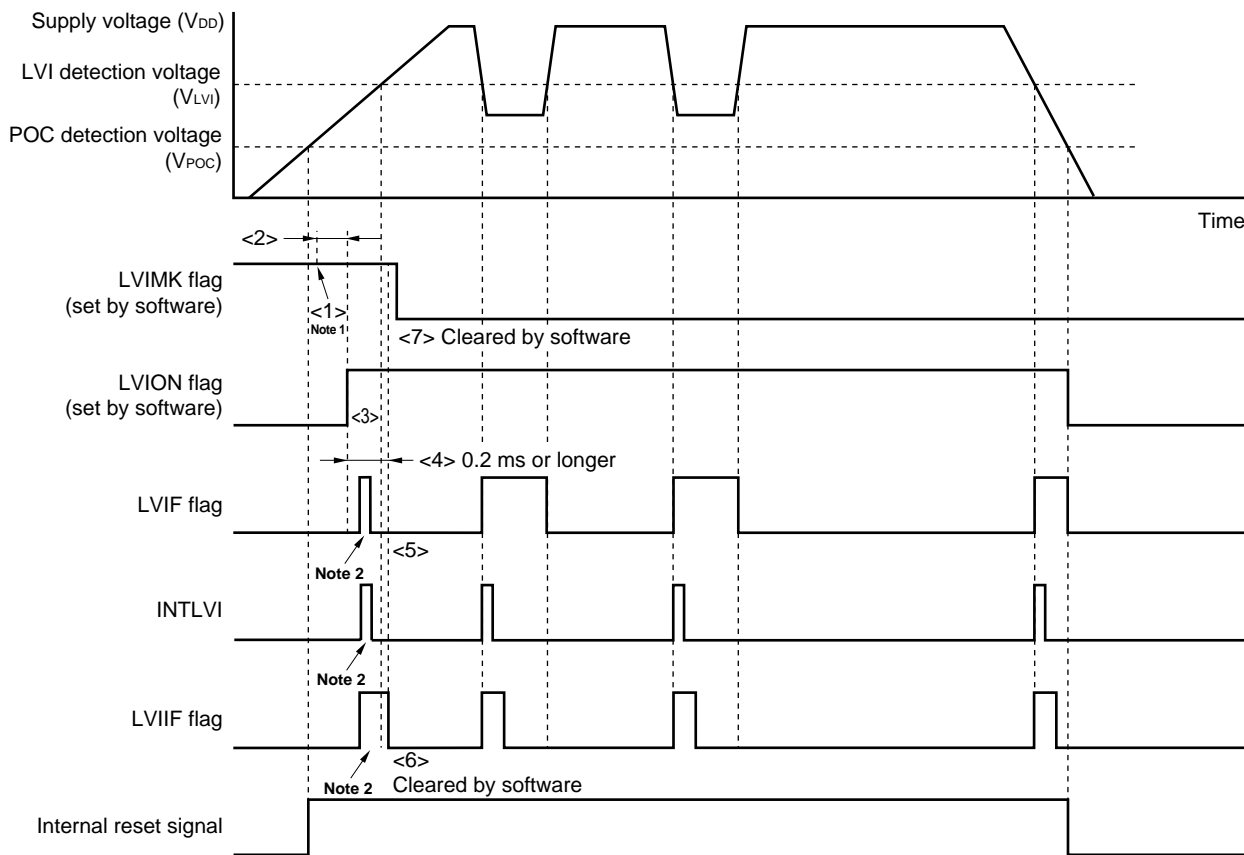 Supply voltage (VDD)
LVI detection voltage
(VLVI)
POC detection voltage
(VPOC)
Time
<2>
LVIMK flag
(set by software)
<1>
Note 1
<7> Cleared by software
LVION flag
(set by software)
<3>
<4> 0.2 ms or longer
LVIF flag
<5>
Note 2
INTLVI
Note 2
LVIIF flag
<6>
Note 2
Cleared by software
Internal reset signal